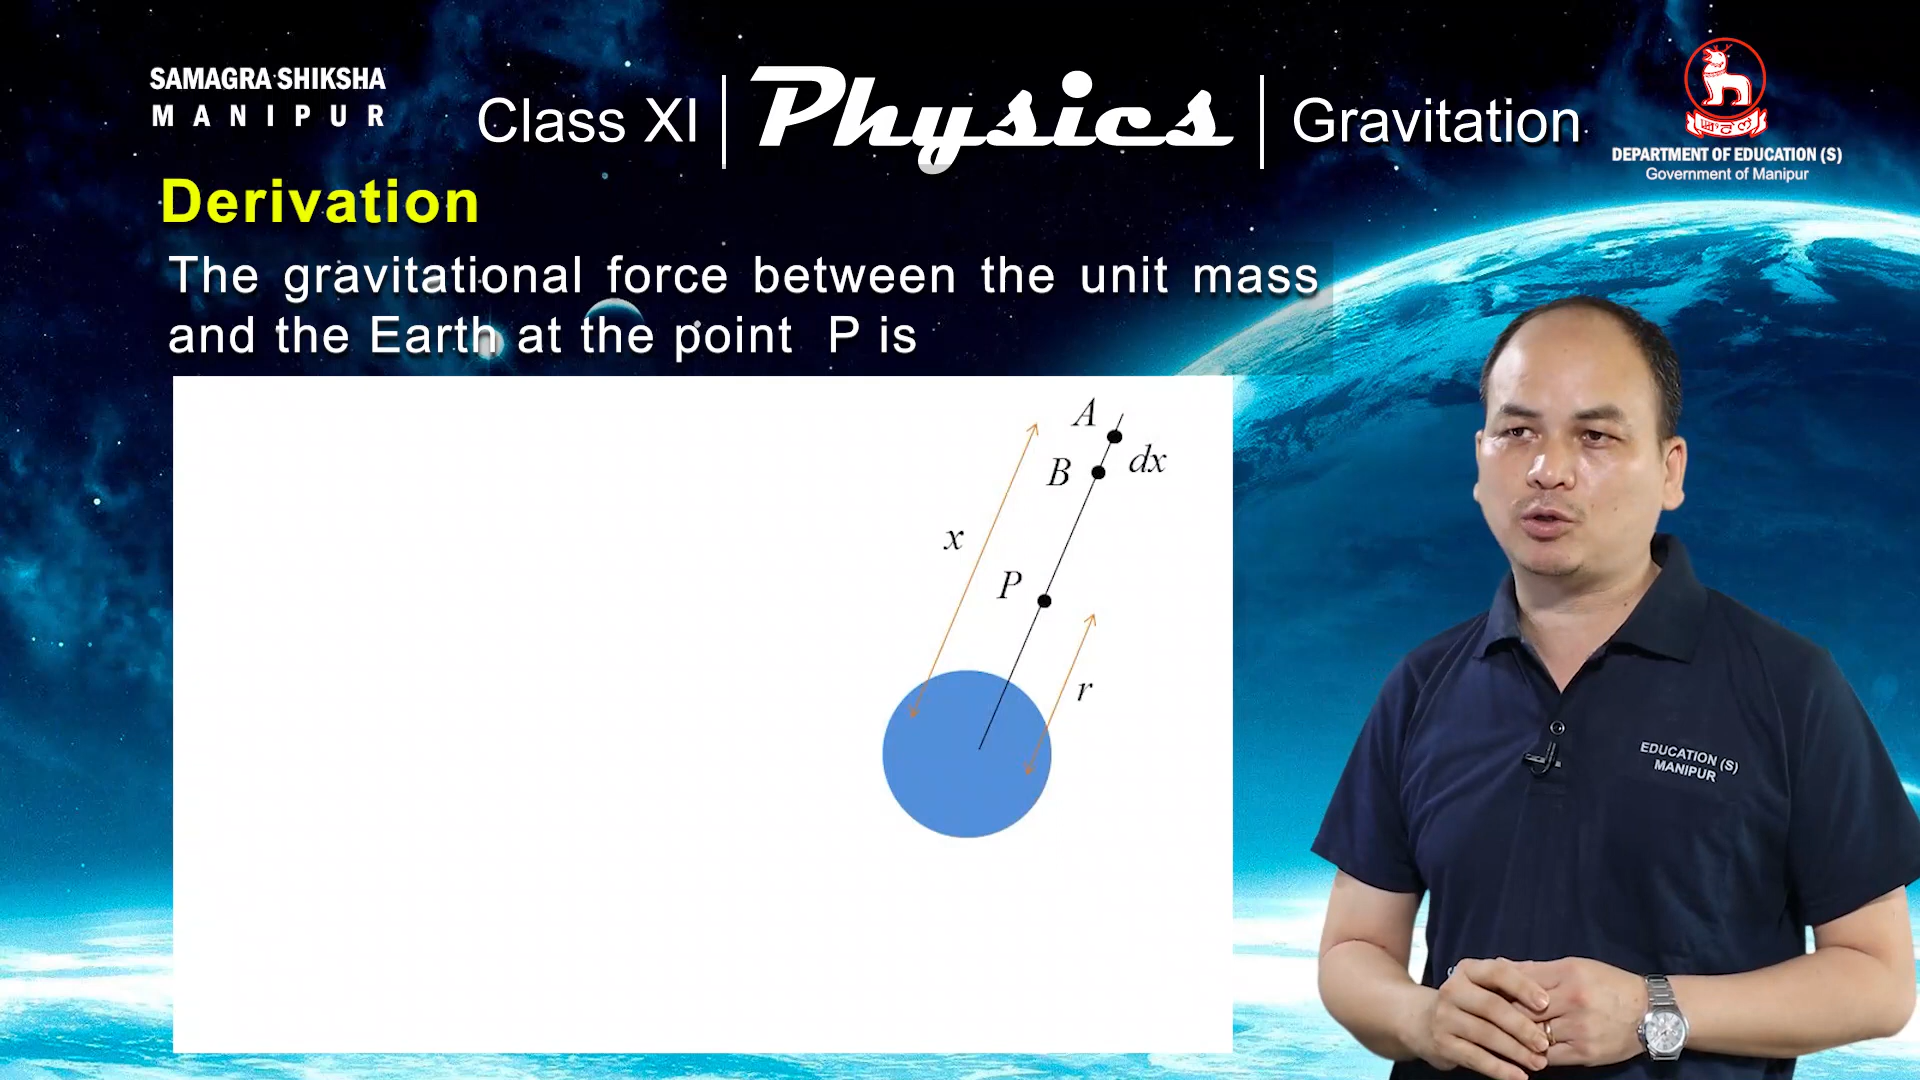 SAMAGRA SHIKSHA
MANIPUR
Class XI
Physics
Gravitation
DEPARTMENT OF EDUCATION (S)
Government of Manipur
Derivation
The gravitational force between the unit mass
and the Earth at the point P is
A
B
dx
x
P
r
EDUCATION (S)
MANIPUR